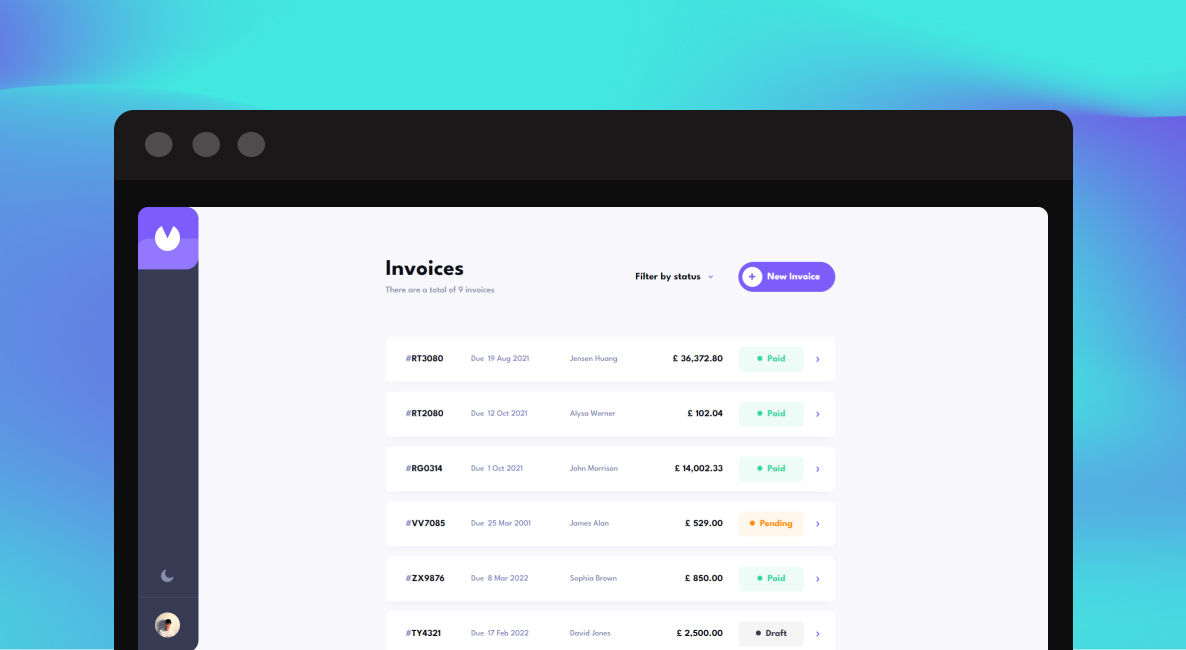 Invoices
There are a total of 9 invoices
Filter by status
New Invoice
#RT3080 Due 19 Aug 2021 Jensen Huang £ 36,372.80 Paid
#RT2080 Due 12 Oct 2021 Alysa Werner £ 102.04 Paid
#RG0314 Due 1 Oct 2021 John Morrison £ 14,002.33 Paid
#VV7085 Due 25 Mar 2001 James Alan £ 529.00 Pending
#ZX9876 Due 8 Mar 2022 Sophia Brown £ 850.00 Paid
#TY4321 Due 17 Feb 2022 David Jones £ 2,500.00 Draft